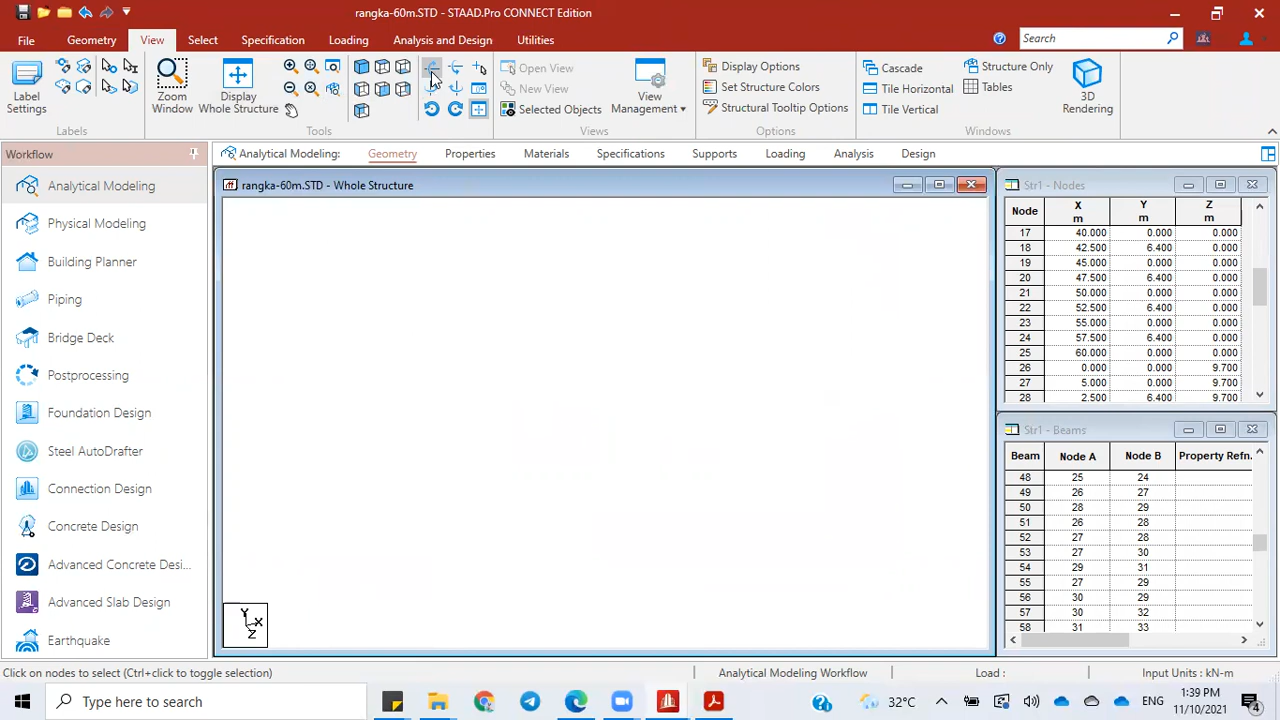 rangka-60m.STD - STAAD.Pro CONNECT Edition
File Geometry View Select Specification Loading Analysis and Design Utilities Search
Label Settings
Labels
Zoom Window
Display Whole Structure
Tools
Open View
New View
Selected Objects
View Management
Views
Display Options
Set Structure Colors
Structural Tooltip Options
Options
Cascade
Tile Horizontal
Tile Vertical
Structure Only
Tables
3D Rendering
Windows
Workflow
Analytical Modeling
Physical Modeling
Building Planner
Piping
Bridge Deck
Postprocessing
Foundation Design
Steel AutoDrafter
Connection Design
Concrete Design
Advanced Concrete Desi...
Advanced Slab Design
Earthquake
Analytical Modeling: Geometry Properties Materials Specifications Supports Loading Analysis Design
rangka-60m.STD - Whole Structure
Y
X
Z
Str1 - Nodes
Node X m Y m Z m
17 40.000 0.000 0.000
18 42.500 6.400 0.000
19 45.000 0.000 0.000
20 47.500 6.400 0.000
21 50.000 0.000 0.000
22 52.500 6.400 0.000
23 55.000 0.000 0.000
24 57.500 6.400 0.000
25 60.000 0.000 0.000
26 0.000 0.000 9.700
27 5.000 0.000 9.700
28 2.500 6.400 9.700
Str1 - Beams
Beam Node A Node B Property Refn.
48 25 24
49 26 27
50 28 29
51 26 28
52 27 28
53 27 30
54 29 31
55 27 29
56 30 29
57 30 32
58 31 33
Click on nodes to select (Ctrl+click to toggle selection) Analytical Modeling Workflow Load : Input Units : kN-m
Type here to search
32°C
ENG
1:39 PM
11/10/2021
4